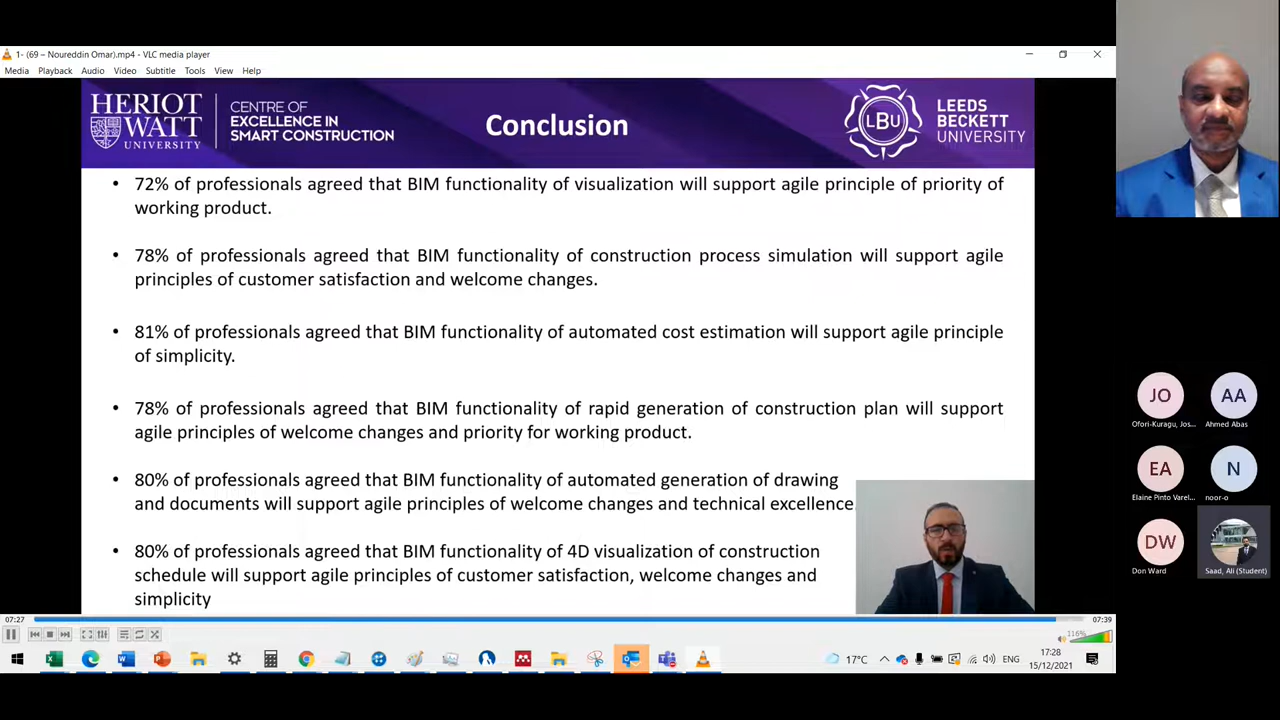 1- (69 – Noureddin Omar).mp4 - VLC media player
Media Playback Audio Video Subtitle Tools View Help
HERIOT WATT UNIVERSITY
CENTRE OF
EXCELLENCE IN
SMART CONSTRUCTION
Conclusion
LBU
LEEDS
BECKETT
UNIVERSITY
• 72% of professionals agreed that BIM functionality of visualization will support agile principle of priority of
working product.
• 78% of professionals agreed that BIM functionality of construction process simulation will support agile
principles of customer satisfaction and welcome changes.
• 81% of professionals agreed that BIM functionality of automated cost estimation will support agile principle
of simplicity.
• 78% of professionals agreed that BIM functionality of rapid generation of construction plan will support
agile principles of welcome changes and priority for working product.
• 80% of professionals agreed that BIM functionality of automated generation of drawing
and documents will support agile principles of welcome changes and technical excellence.
• 80% of professionals agreed that BIM functionality of 4D visualization of construction
schedule will support agile principles of customer satisfaction, welcome changes and
simplicity
07:27
07:39
116%
17°C
ENG
17:28
15/12/2021
JO
AA
Ofori-Kuragu, Jos...
Ahmed Abas
EA
N
Elaine Pinto Varel...
noor-o
DW
Don Ward
Saad, Ali (Student)